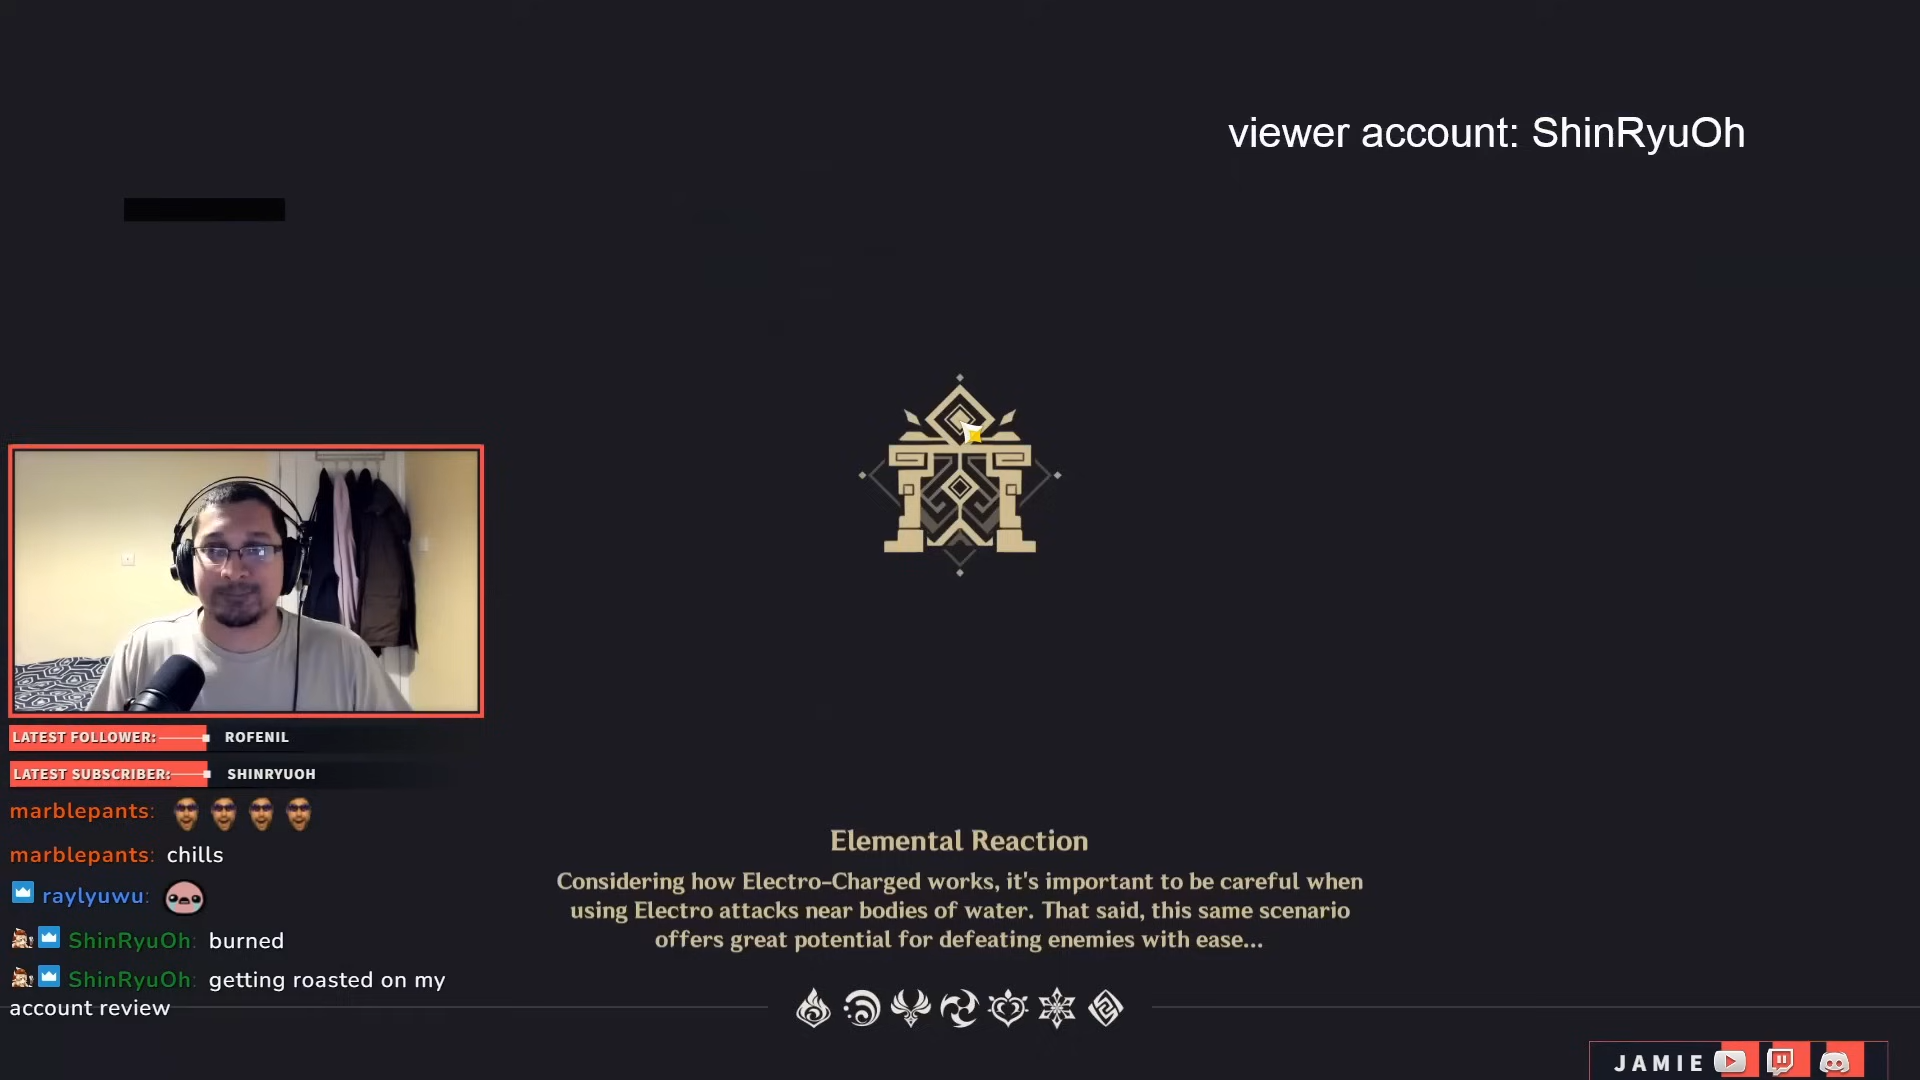 viewer account: ShinRyuOh
LATEST FOLLOWER: ROFENIL
LATEST SUBSCRIBER: SHINRYUOH
marblepants:
marblepants: chills
raylyuwu:
ShinRyuOh: burned
ShinRyuOh: getting roasted on my
account review
Elemental Reaction
Considering how Electro-Charged works, it's important to be careful when
using Electro attacks near bodies of water. That said, this same scenario
offers great potential for defeating enemies with ease...
JAMIE